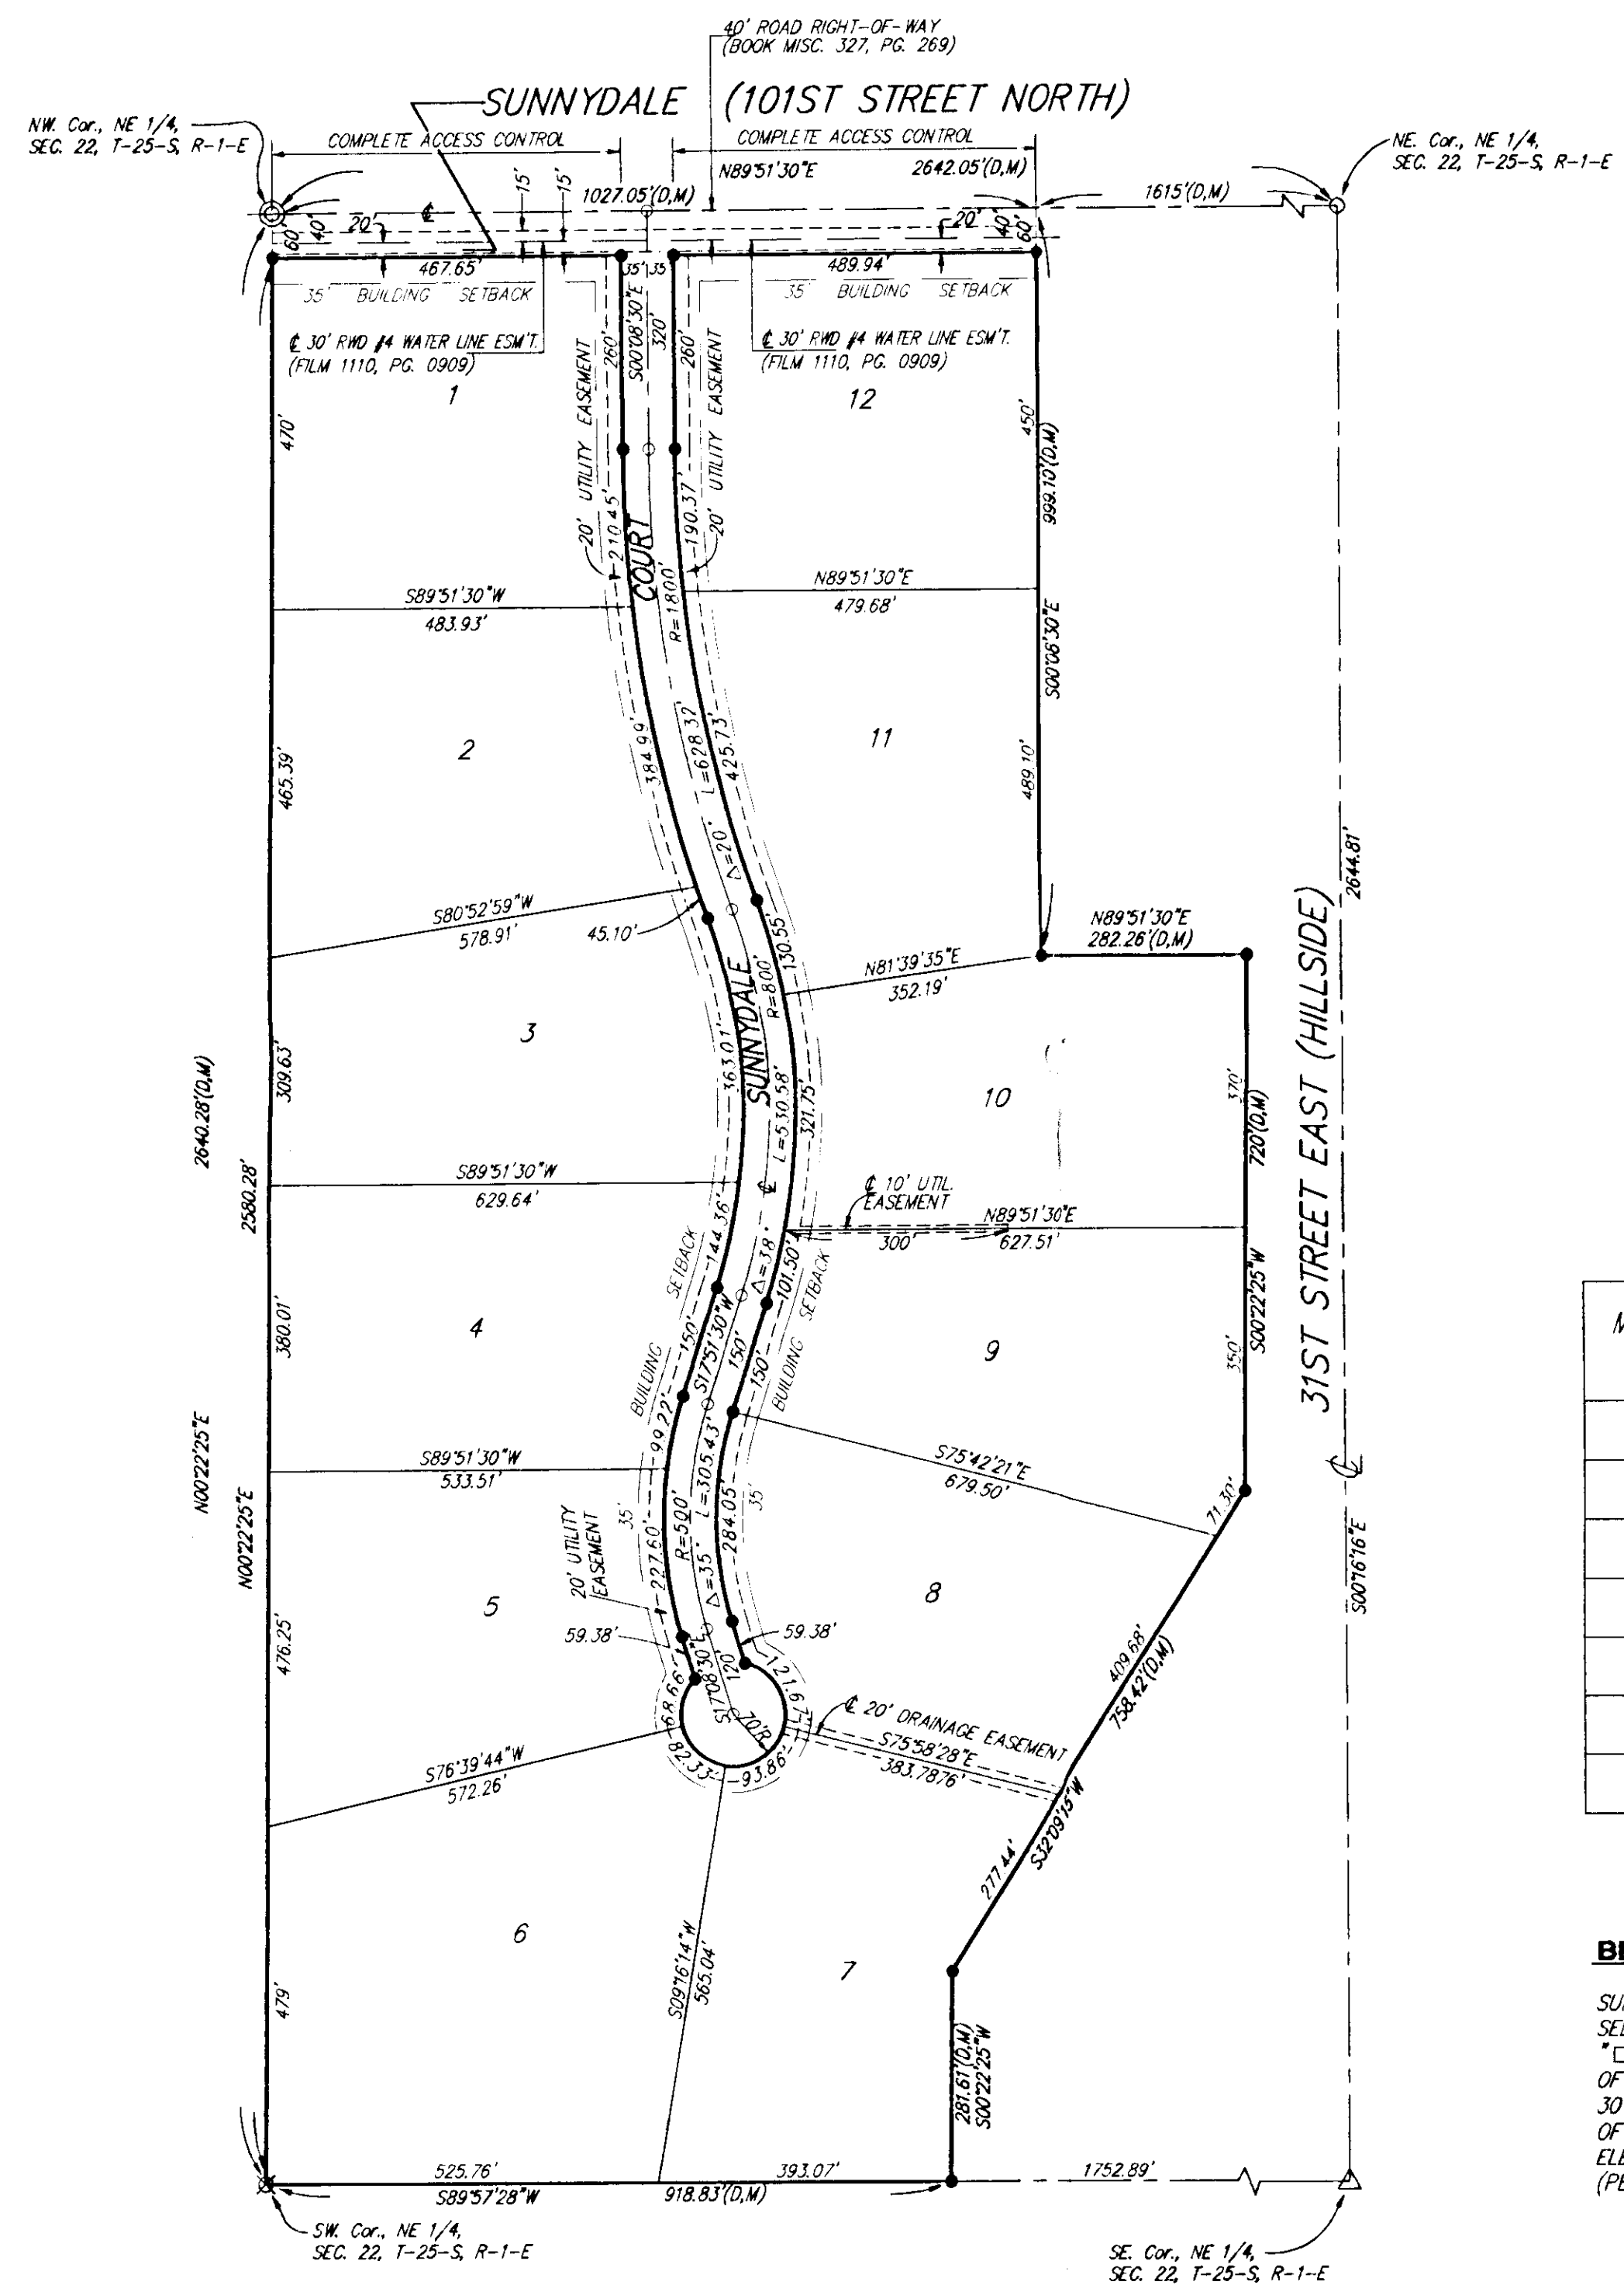 40' ROAD RIGHT-OF-WAY
(BOOK MISC. 327, PG. 269)
SUNNYDALE (101ST STREET NORTH)
NW. Cor., NE 1/4,
SEC. 22, T-25-S, R-1-E
COMPLETE ACCESS CONTROL
COMPLETE ACCESS CONTROL
NE. Cor., NE 1/4,
SEC. 22, T-25-S, R-1-E
N89°51'30"E
2642.05'(D,M)
1027.05'(D,M)
1615'(D,M)
15'
15'
℄
20'
40'
60'
20'
40'
60'
467.65'
35'
35'
489.94'
35' BUILDING SETBACK
35' BUILDING SETBACK
℄ 30' RWD #4 WATER LINE ESM'T.
(FILM 1110, PG. 0909)
℄ 30' RWD #4 WATER LINE ESM'T.
(FILM 1110, PG. 0909)
260'
S00°08'30"E
320'
260'
20' UTILITY EASEMENT
20' UTILITY EASEMENT
1
12
470'
450'
999.10'(D,M)
210.45'
COURT
190.37'
R=1800'
S89°51'30"W
483.93'
N89°51'30"E
479.68'
S00°06'30"E
2
11
384.99'
L=628.32'
425.73'
465.39'
489.10'
Δ=20°
2644.81'
S80°52'59"W
578.91'
45.10'
130.55'
N89°51'30"E
282.26'(D,M)
N81°39'35"E
352.19'
R=800'
SUNNYDALE
3
363.01'
309.63'
2640.28'(D,M)
L=530.58'
321.75'
10
370'
720'(D,M)
31ST STREET EAST (HILLSIDE)
S89°51'30"W
629.64'
2580.28'
℄
℄ 10' UTIL.
EASEMENT
N89°51'30"E
300'
627.51'
144.36'
Δ=38°
101.50'
BUILDING SETBACK
BUILDING SETBACK
S00°22'25"W
4
380.01'
150'
S17°51'30"W
150'
150'
9
350'
99.22'
N00°22'25"E
S89°51'30"W
533.51'
S75°42'21"E
679.50'
71.30'
℄
35'
L=305.43'
284.05'
35'
R=500'
227.60'
20' UTILITY
EASEMENT
N00°22'25"E
S00°16'16"E
5
8
Δ=35°
476.25'
59.38'
59.38'
409.68'
758.42'(D,M)
68.66'
S17°08'30"E
120'
121.67'
70'R
℄ 20' DRAINAGE EASEMENT
S75°58'28"E
383.7876'
S76°39'44"W
572.26'
82.33'
93.86'
277.44'
S32°09'15"W
6
7
S09°16'14"W
565.04'
479'
281.61'(D,M)
S00°22'25"W
525.76'
393.07'
1752.89'
S89°57'28"W
918.83'(D,M)
SW. Cor., NE 1/4,
SEC. 22, T-25-S, R-1-E
SE. Cor., NE 1/4,
SEC. 22, T-25-S, R-1-E
OF
30
OF